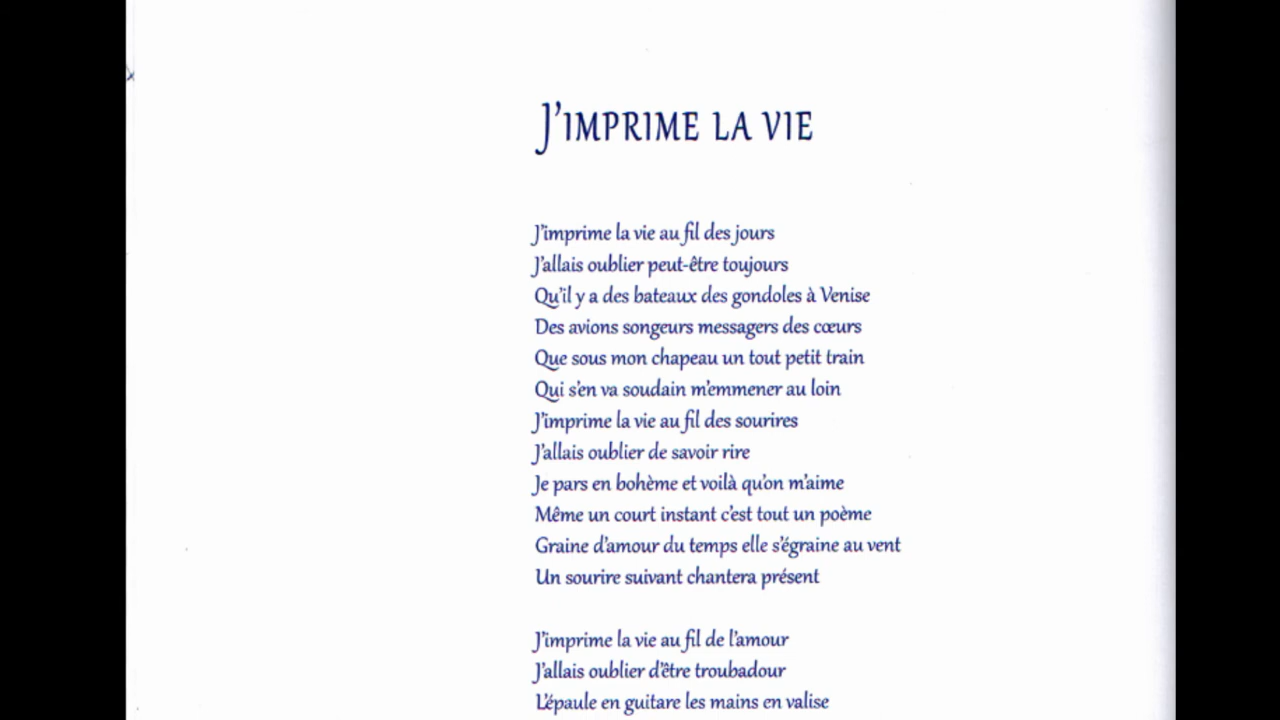 J'IMPRIME LA VIE
J'imprime la vie au fil des jours
J'allais oublier peut-être toujours
Qu'il y a des bateaux des gondoles à Venise
Des avions songeurs messagers des cœurs
Que sous mon chapeau un tout petit train
Qui s'en va soudain m'emmener au loin
J'imprime la vie au fil des sourires
J'allais oublier de savoir rire
Je pars en bohème et voilà qu'on m'aime
Même un court instant c'est tout un poème
Graine d'amour du temps elle s'égraine au vent
Un sourire suivant chantera présent
J'imprime la vie au fil de l'amour
J'allais oublier d'être troubadour
L'épaule en guitare les mains en valise